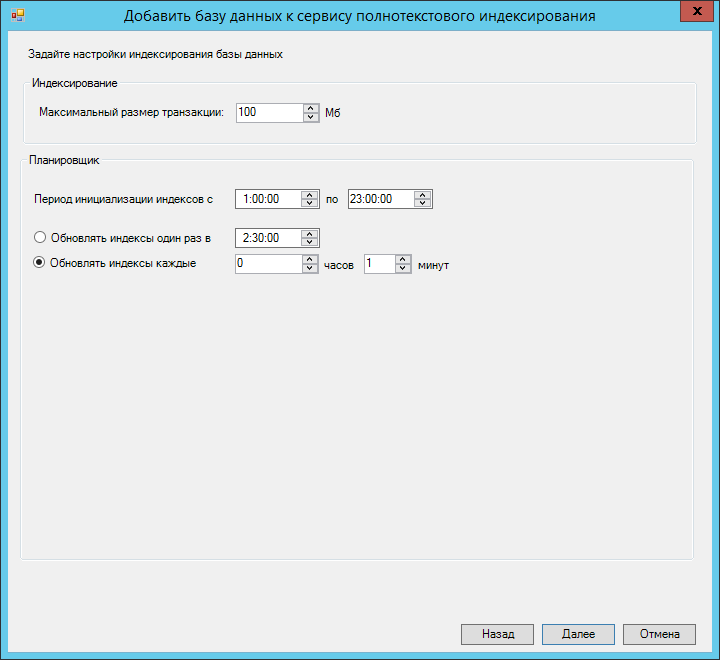 Добавить базу данных к сервису полнотекстового индексирования
x
Задайте настройки индексирования базы данных
Индексирование
Максимальный размер транзакции: 100 Мб
Планировщик
Период инициализации индексов с 1:00:00 по 23:00:00
Обновлять индексы один раз в 2:30:00
Обновлять индексы каждые 0 часов 1 минут
Назад Далее Отмена